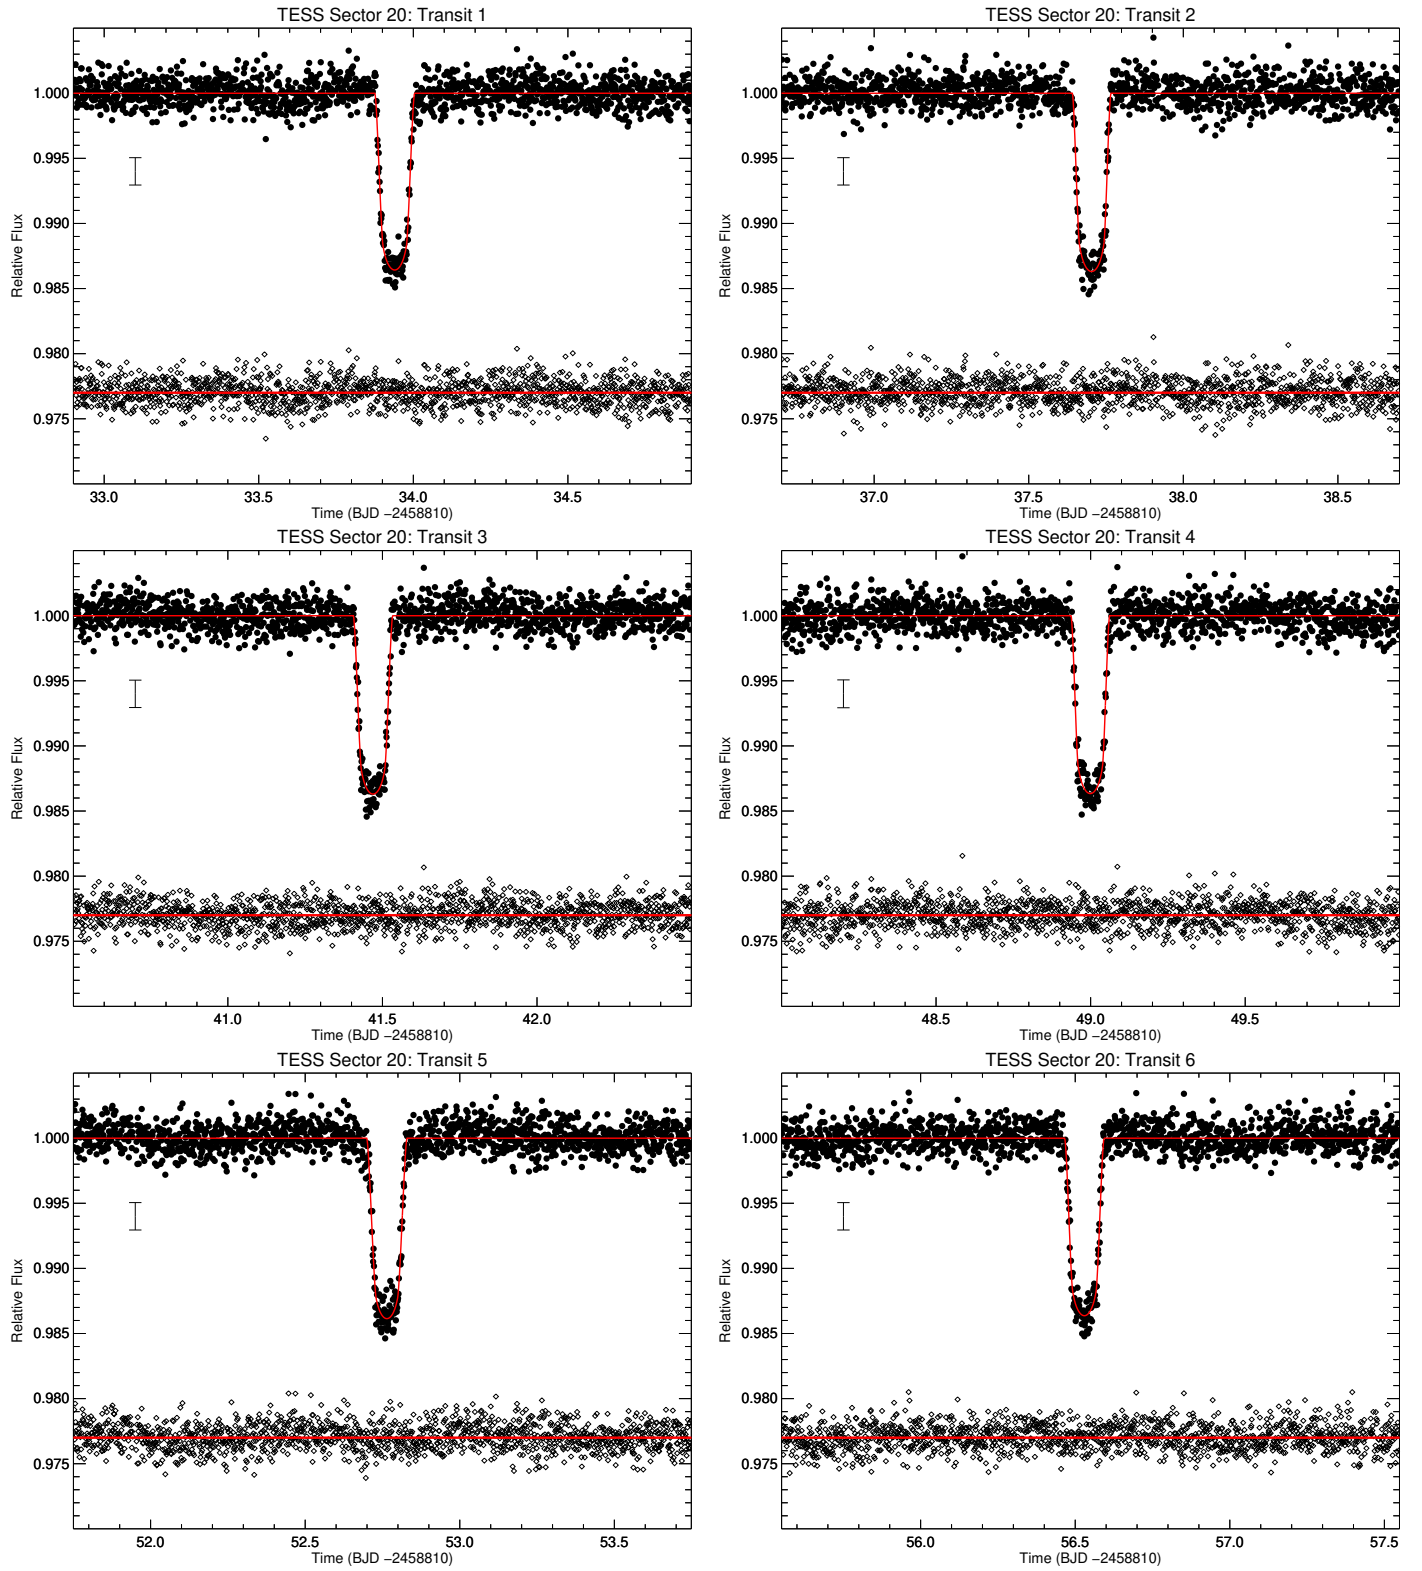 TESS Sector 20: Transit 1
Relative Flux
1.000
0.995
0.990
0.985
0.980
0.975
33.0 33.5 34.0 34.5
Time (BJD −2458810)
TESS Sector 20: Transit 2
Relative Flux
1.000
0.995
0.990
0.985
0.980
0.975
37.0 37.5 38.0 38.5
Time (BJD −2458810)
TESS Sector 20: Transit 3
Relative Flux
1.000
0.995
0.990
0.985
0.980
0.975
41.0 41.5 42.0
Time (BJD −2458810)
TESS Sector 20: Transit 4
Relative Flux
1.000
0.995
0.990
0.985
0.980
0.975
48.5 49.0 49.5
Time (BJD −2458810)
TESS Sector 20: Transit 5
Relative Flux
1.000
0.995
0.990
0.985
0.980
0.975
52.0 52.5 53.0 53.5
Time (BJD −2458810)
TESS Sector 20: Transit 6
Relative Flux
1.000
0.995
0.990
0.985
0.980
0.975
56.0 56.5 57.0 57.5
Time (BJD −2458810)